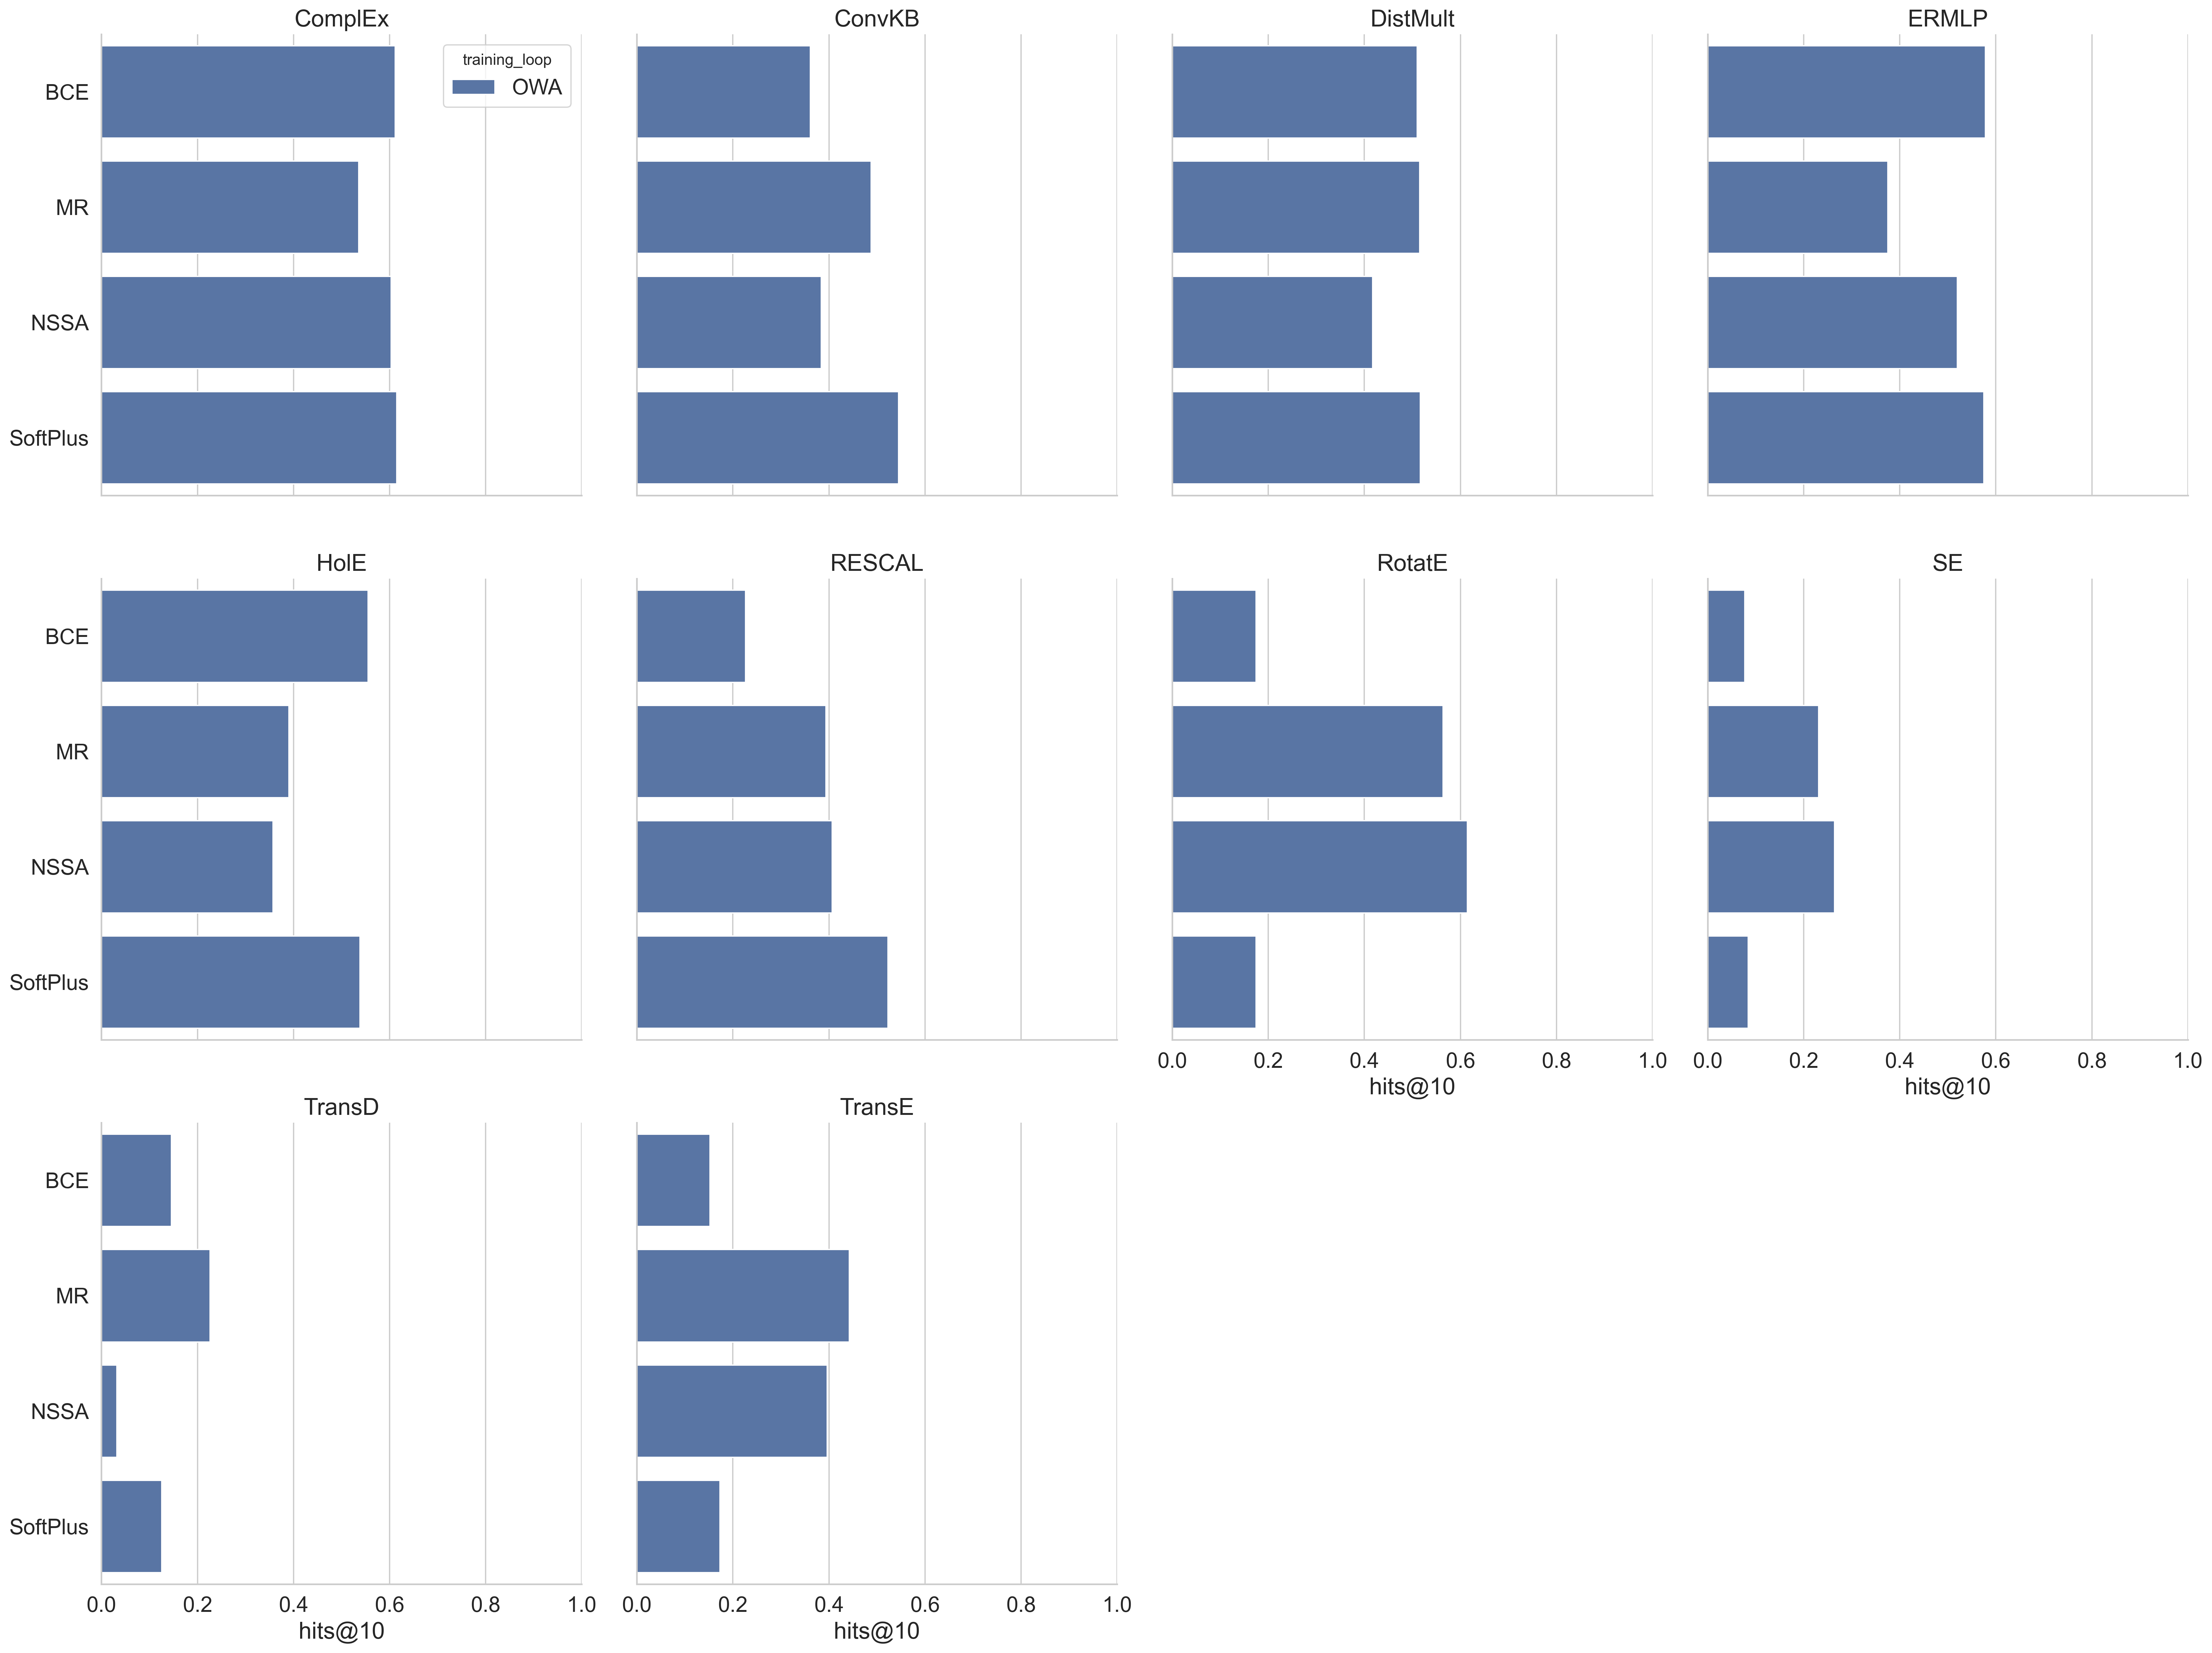 ComplEx
ConvKB
DistMult
ERMLP
training_loop
OWA
BCE
MR
NSSA
SoftPlus
HolE
RESCAL
RotatE
SE
BCE
MR
NSSA
SoftPlus
0.0 0.2 0.4 0.6 0.8 1.0
hits@10
0.0 0.2 0.4 0.6 0.8 1.0
hits@10
TransD
TransE
BCE
MR
NSSA
SoftPlus
0.0 0.2 0.4 0.6 0.8 1.0
hits@10
0.0 0.2 0.4 0.6 0.8 1.0
hits@10